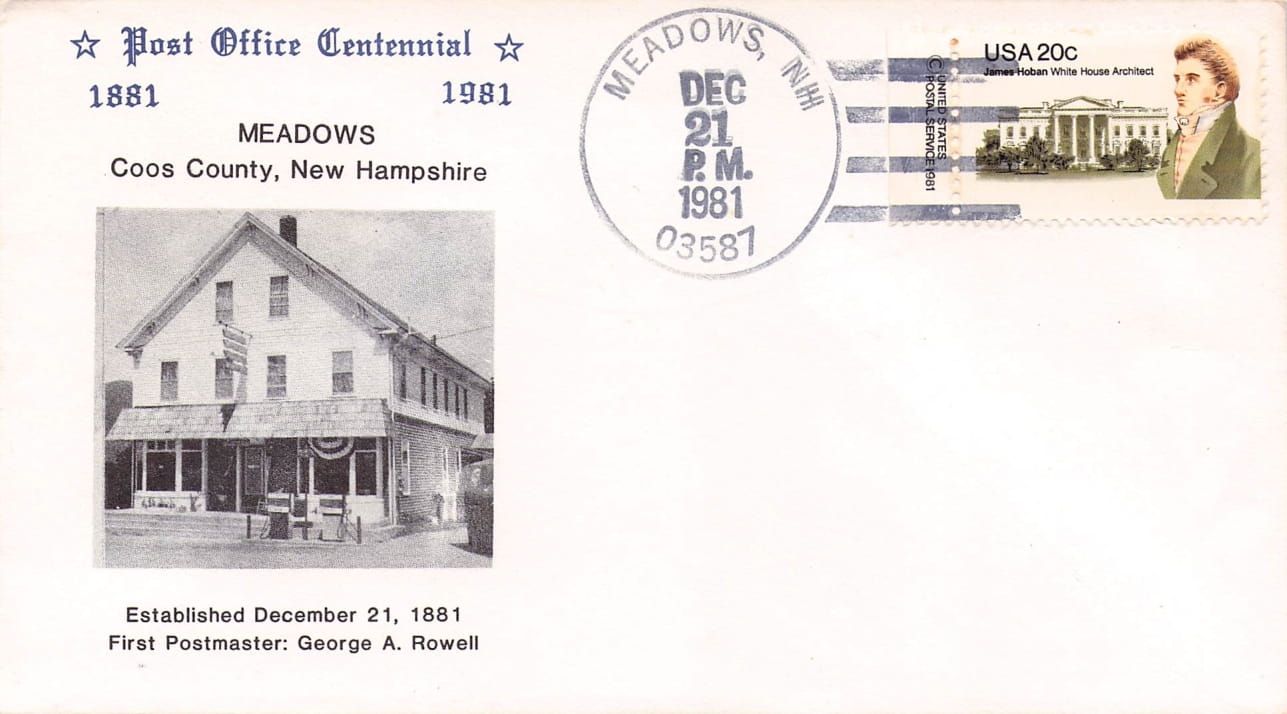 ☆ Post Office Centennial ☆
1881 1981
MEADOWS
Coos County, New Hampshire
Established December 21, 1881
First Postmaster: George A. Rowell
MEADOWS, NH
DEC
21
P.M.
1981
03587
© UNITED STATES
POSTAL SERVICE 1981
USA 20c
James Hoban White House Architect